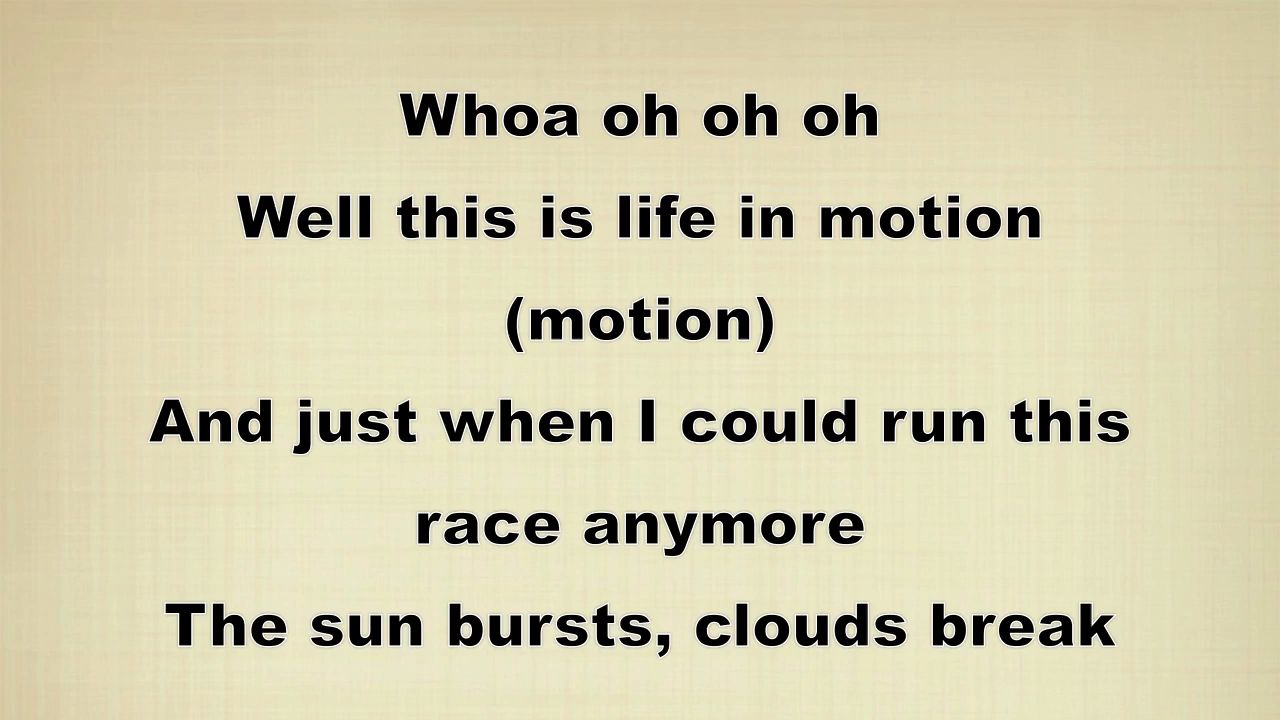 Whoa oh oh oh
Well this is life in motion
(motion)
And just when I could run this
race anymore
The sun bursts, clouds break